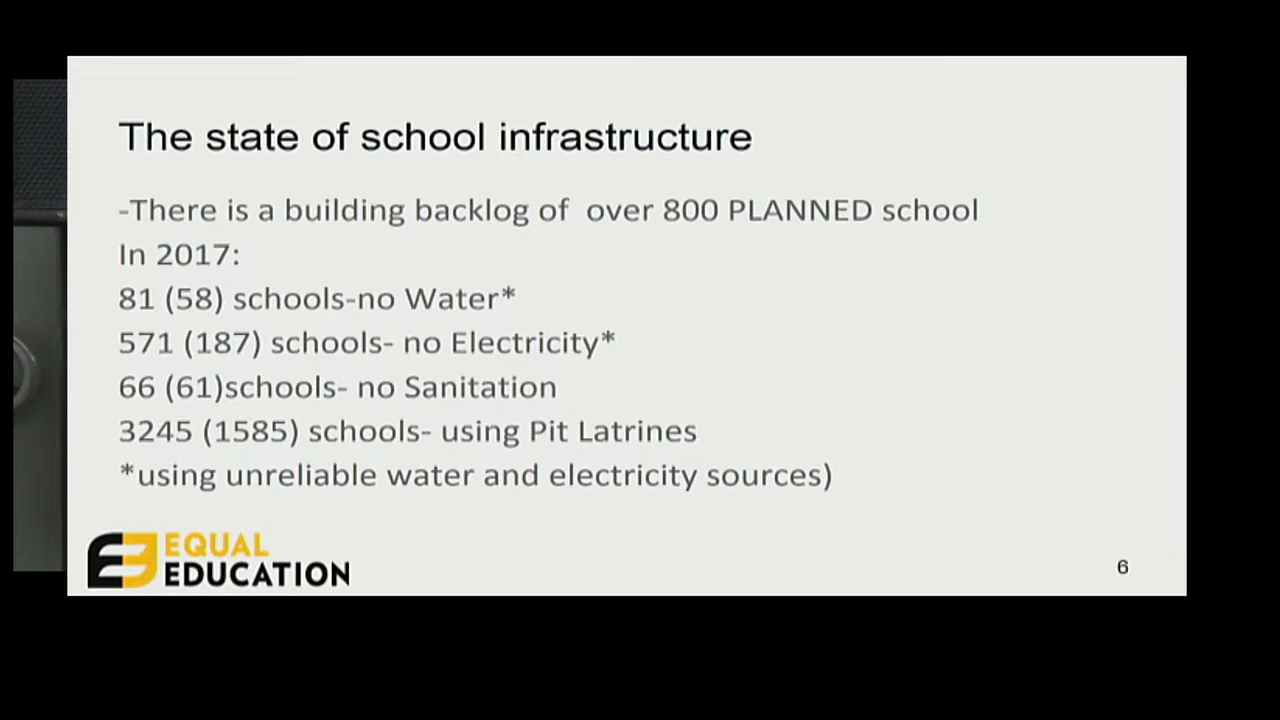 The state of school infrastructure
-There is a building backlog of  over 800 PLANNED school
In 2017:
81 (58) schools-no Water*
571 (187) schools- no Electricity*
66 (61)schools- no Sanitation
3245 (1585) schools- using Pit Latrines
*using unreliable water and electricity sources)
EQUAL
EDUCATION
6